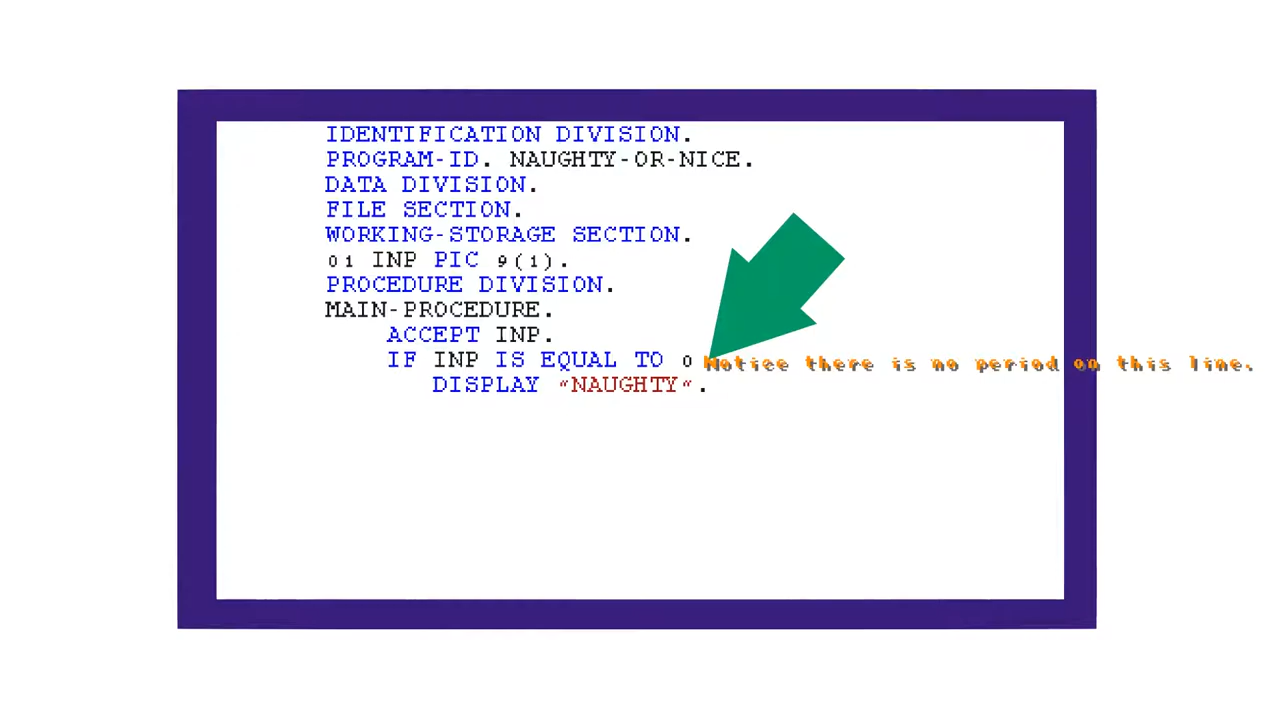 IDENTIFICATION DIVISION.
PROGRAM-ID. NAUGHTY-OR-NICE.
DATA DIVISION.
FILE SECTION.
WORKING-STORAGE SECTION.
01 INP PIC 9(1).
PROCEDURE DIVISION.
MAIN-PROCEDURE.
ACCEPT INP.
IF INP IS EQUAL TO 0 Notice there is no period on this line.
DISPLAY “NAUGHTY“.